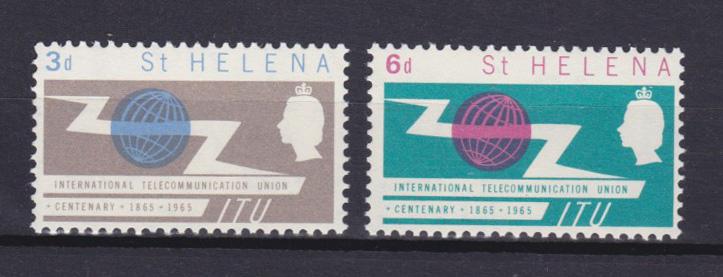 3d St HELENA
INTERNATIONAL TELECOMMUNICATION UNION
+ CENTENARY • 1865 • 1965 ITU
6d St HELENA
INTERNATIONAL TELECOMMUNICATION UNION
+ CENTENARY • 1865 • 1965 ITU